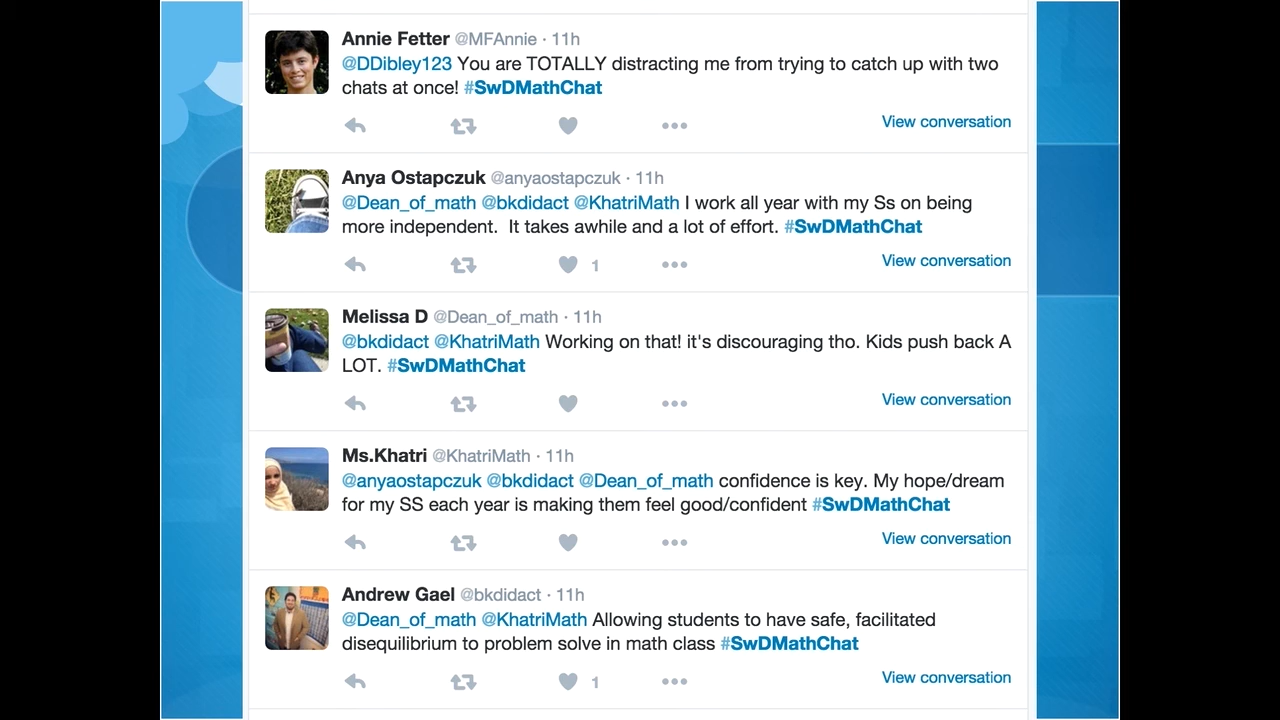 Annie Fetter @MFAnnie · 11h
@DDibley123 You are TOTALLY distracting me from trying to catch up with two
chats at once! #SwDMathChat
View conversation
Anya Ostapczuk @anyaostapczuk · 11h
@Dean_of_math @bkdidact @KhatriMath I work all year with my Ss on being
more independent.  It takes awhile and a lot of effort. #SwDMathChat
1
View conversation
Melissa D @Dean_of_math · 11h
@bkdidact @KhatriMath Working on that! it's discouraging tho. Kids push back A
LOT. #SwDMathChat
View conversation
Ms.Khatri @KhatriMath · 11h
@anyaostapczuk @bkdidact @Dean_of_math confidence is key. My hope/dream
for my SS each year is making them feel good/confident #SwDMathChat
View conversation
Andrew Gael @bkdidact · 11h
@Dean_of_math @KhatriMath Allowing students to have safe, facilitated
disequilibrium to problem solve in math class #SwDMathChat
1
View conversation